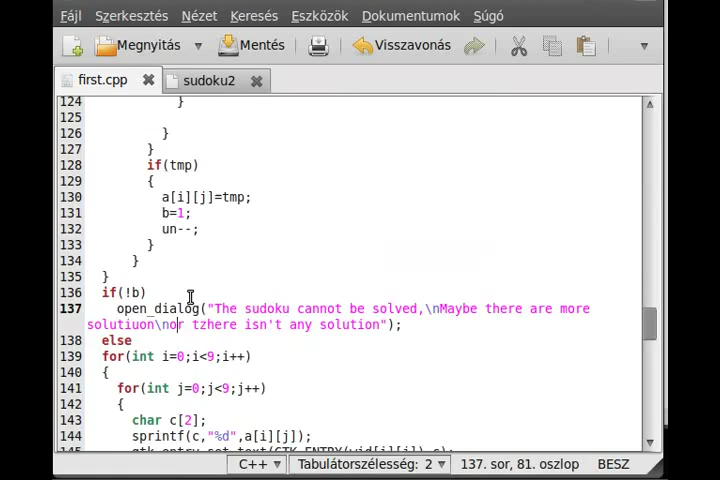 Fájl Szerkesztés Nézet Keresés Eszközök Dokumentumok Súgó
Megnyitás Mentés Visszavonás
first.cpp sudoku2
124 }
125
126 }
127 }
128 if(tmp)
129 {
130 a[i][j]=tmp;
131 b=1;
132 un--;
133 }
134 }
135 }
136 if(!b)
137 open_dialog("The sudoku cannot be solved,\nMaybe there are more
solutiuon\nor tzhere isn't any solution");
138 else
139 for(int i=0;i<9;i++)
140 {
141 for(int j=0;j<9;j++)
142 {
143 char c[2];
144 sprintf(c,"%d",a[i][j]);
C++ Tabulátorszélesség: 2 137. sor, 81. oszlop BESZ